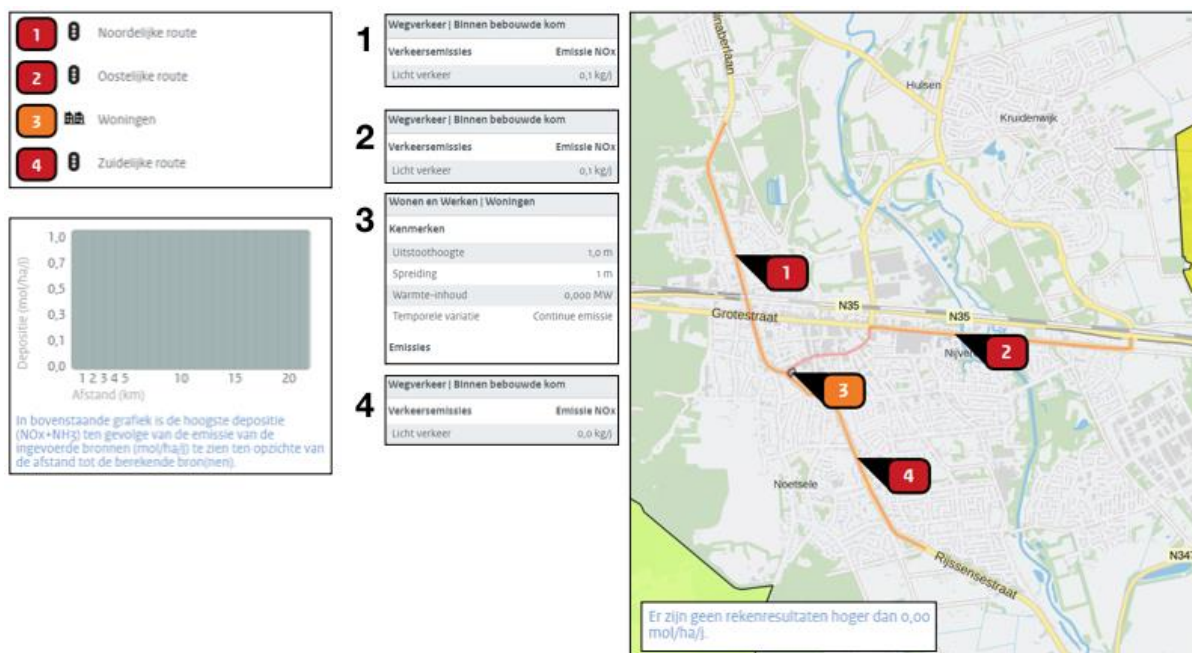 1 Noordelijke route
2 Oostelijke route
3 Woningen
4 Zuidelijke route
Depositie (mol/ha/j)
1,0
0,7
0,5
0,3
0,1
0,0
1 2 3 4 5 10 15 20
Afstand (km)
In bovenstaande grafiek is de hoogste depositie
(NOx+NH3) ten gevolge van de emissie van de
ingevoerde bronnen (mol/ha/j) te zien ten opzichte van
de afstand tot de berekende bron(nen).
1
Wegverkeer | Binnen bebouwde kom
Verkeersemissies Emissie NOx
Licht verkeer 0,1 kg/j
2
Wegverkeer | Binnen bebouwde kom
Verkeersemissies Emissie NOx
Licht verkeer 0,1 kg/j
3
Wonen en Werken | Woningen
Kenmerken
Uitstoothoogte 1,0 m
Spreiding 1 m
Warmte-inhoud 0,000 MW
Temporele variatie Continue emissie
Emissies
4
Wegverkeer | Binnen bebouwde kom
Verkeersemissies Emissie NOx
Licht verkeer 0,0 kg/j
Hulsen
Kruidenwijk
1
N35
Grotestraat
N35
2
3
4
Noetsele
Rijssensestraat
N347
Er zijn geen rekenresultaten hoger dan 0,00
mol/ha/j.